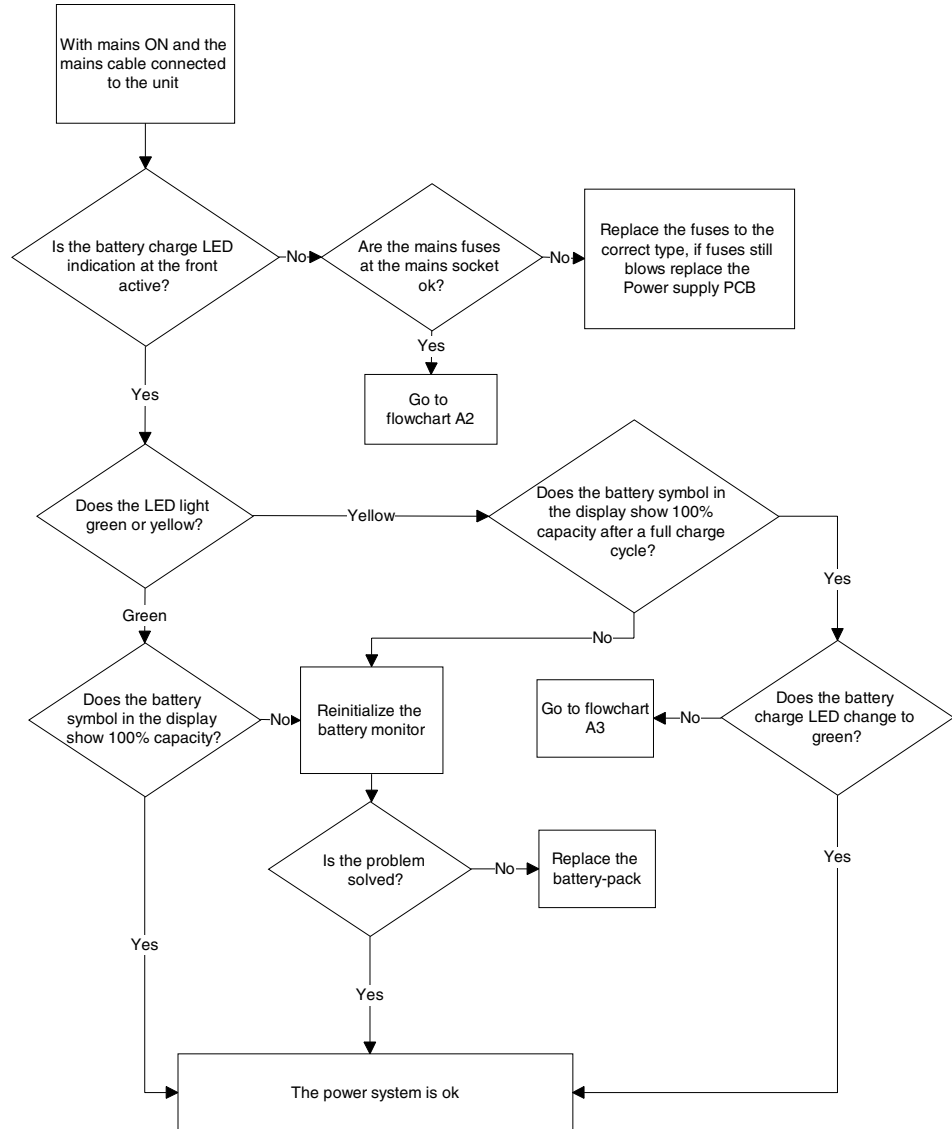 With mains ON and the
mains cable connected
to the unit
Is the battery charge LED
indication at the front
active?
No
Are the mains fuses
at the mains socket
ok?
No
Replace the fuses to the
correct type, if fuses still
blows replace the
Power supply PCB
Yes
Go to
flowchart A2
Yes
Does the LED light
green or yellow?
Yellow
Does the battery symbol in
the display show 100%
capacity after a full charge
cycle?
Yes
Green
No
Does the battery
symbol in the display
show 100% capacity?
No
Reinitialize the
battery monitor
Go to flowchart
A3
No
Does the battery
charge LED change to
green?
Is the problem
solved?
No
Replace the
battery-pack
Yes
Yes
Yes
The power system is ok